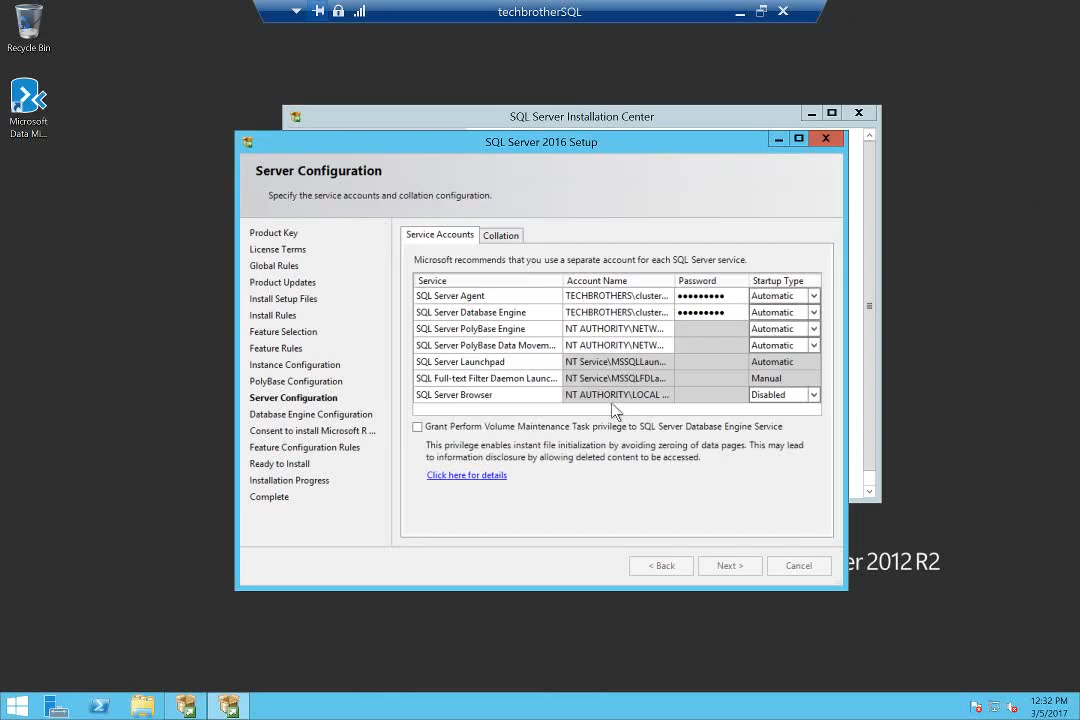 techbrotherSQL
Recycle Bin
Microsoft
Data Mi...
SQL Server Installation Center
SQL Server 2016 Setup
Server Configuration
Specify the service accounts and collation configuration.
Product Key
License Terms
Global Rules
Product Updates
Install Setup Files
Install Rules
Feature Selection
Feature Rules
Instance Configuration
PolyBase Configuration
Server Configuration
Database Engine Configuration
Consent to install Microsoft R ...
Feature Configuration Rules
Ready to Install
Installation Progress
Complete
Service Accounts Collation
Microsoft recommends that you use a separate account for each SQL Server service.
Service Account Name Password Startup Type
SQL Server Agent TECHBROTHERS\cluster... ●●●●●●●●● Automatic
SQL Server Database Engine TECHBROTHERS\cluster... ●●●●●●●●● Automatic
SQL Server PolyBase Engine NT AUTHORITY\NETW... Automatic
SQL Server PolyBase Data Movem... NT AUTHORITY\NETW... Automatic
SQL Server Launchpad NT Service\MSSQLLaun... Automatic
SQL Full-text Filter Daemon Launc... NT Service\MSSQLFDLa... Manual
SQL Server Browser NT AUTHORITY\LOCAL ... Disabled
Grant Perform Volume Maintenance Task privilege to SQL Server Database Engine Service
This privilege enables instant file initialization by avoiding zeroing of data pages. This may lead
to information disclosure by allowing deleted content to be accessed.
Click here for details
< Back Next > Cancel
er 2012 R2
12:32 PM
3/5/2017